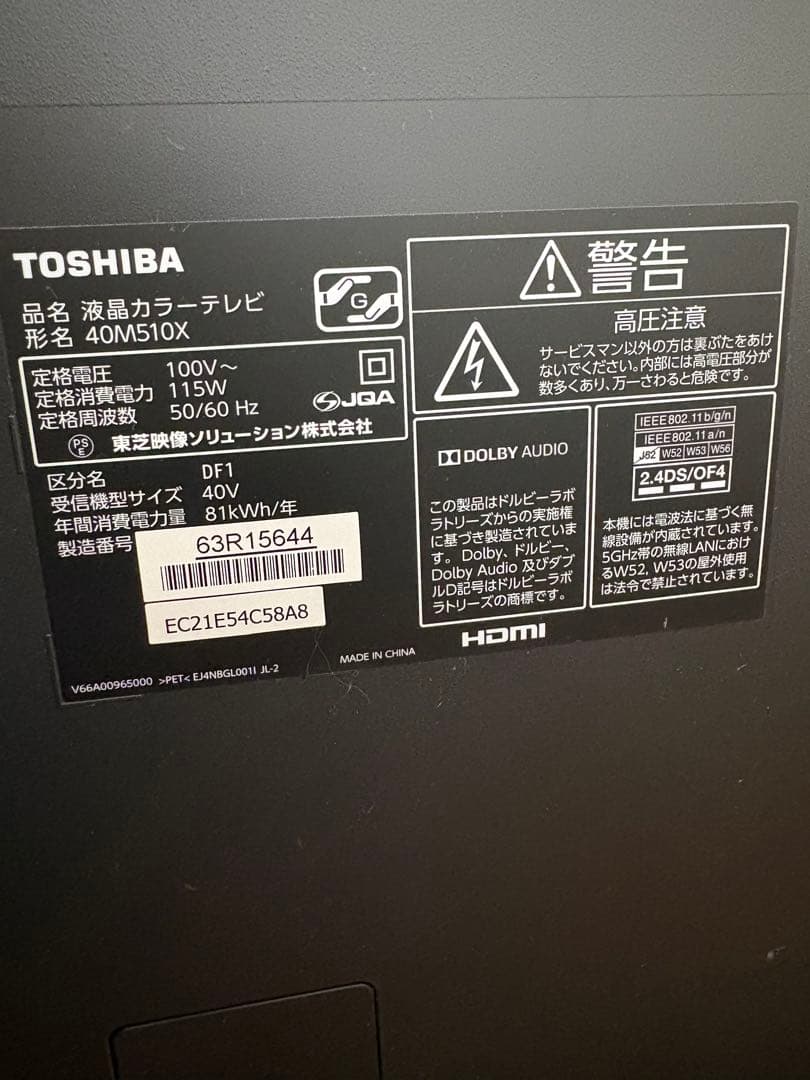 TOSHIBA
品名 液晶カラーテレビ
形名 40M510X
G
定格電圧 100V～
定格消費電力 115W
定格周波数 50/60 Hz
JQA
PS
E
東芝映像ソリューション株式会社
区分名 DF1
受信機型サイズ 40V
年間消費電力量 81kWh/年
製造番号
63R15644
EC21E54C58A8
V66A00965000 >PET< EJ4NBGL001I JL-2
MADE IN CHINA
警告
高圧注意
サービスマン以外の方は裏ぶたをあけ
ないでください。内部には高電圧部分が
数多くあり、万一さわると危険です。
DOLBY AUDIO
この製品はドルビーラボ
ラトリーズからの実施権
に基づき製造されていま
す。Dolby、ドルビー、
Dolby Audio 及びダブ
ルD記号はドルビーラボ
ラトリーズの商標です。
HDMI
IEEE802.11b/g/n
IEEE802.11a/n
J52 W52 W53 W56
2.4DS/OF4
本機には電波法に基づく無
線設備が内蔵されています。
5GHz帯の無線LANにおけ
るW52, W53の屋外使用
は法令で禁止されています。